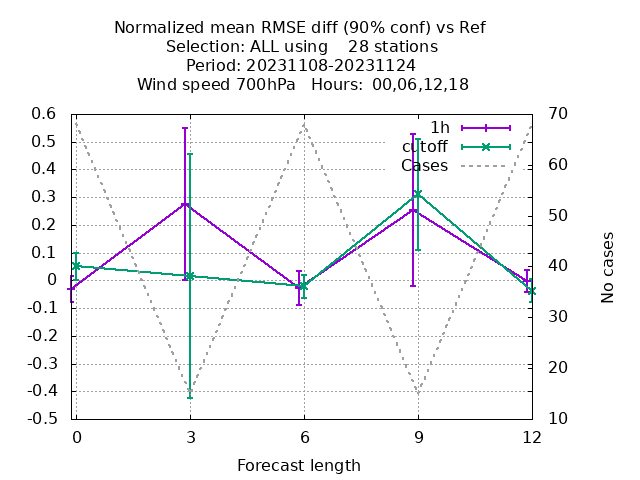 Normalized mean RMSE diff (90% conf) vs Ref
Selection: ALL using    28 stations
Period: 20231108-20231124
Wind speed 700hPa   Hours: 00,06,12,18
0.6
0.5
0.4
0.3
0.2
0.1
0
-0.1
-0.2
-0.3
-0.4
-0.5
1h
cutoff
Cases
70
60
50
40
30
20
10
No cases
0 3 6 9 12
Forecast length